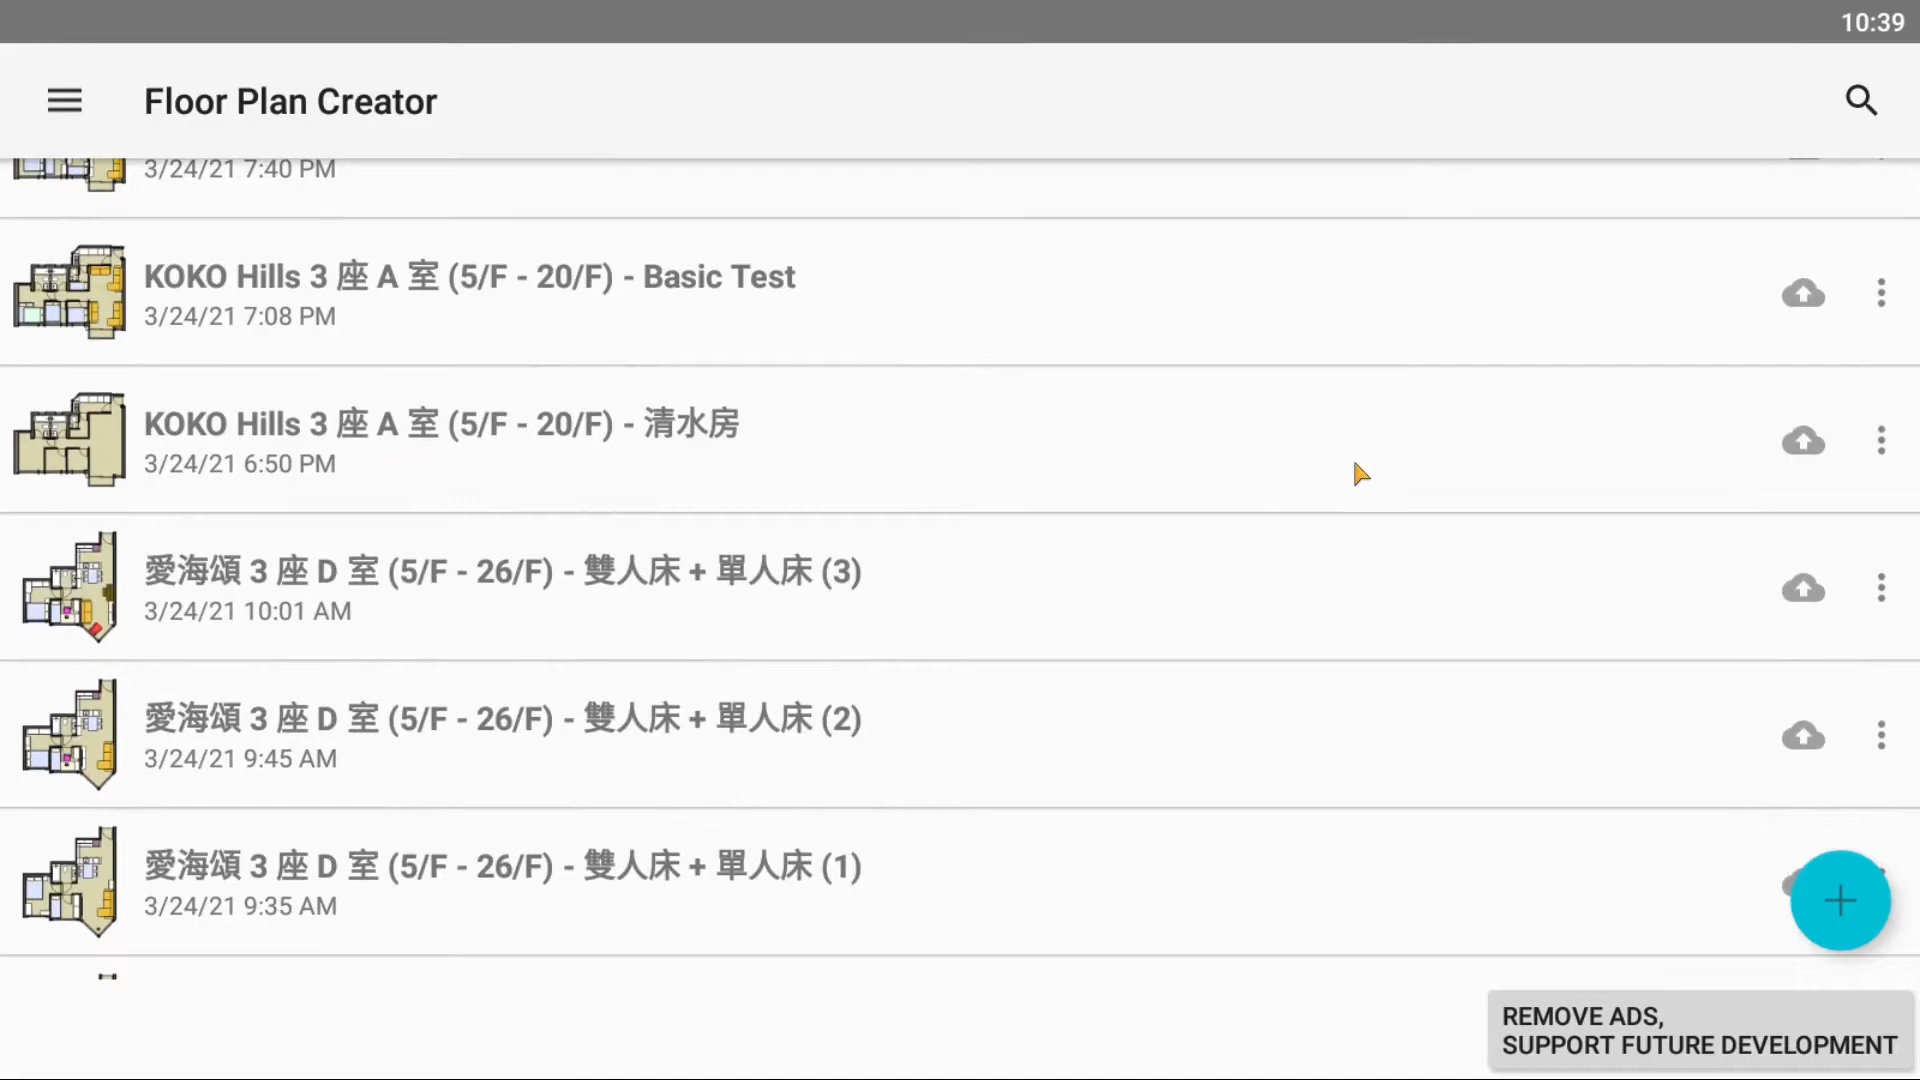 10:39
Floor Plan Creator
3/24/21 7:40 PM
KOKO Hills 3 座 A 室 (5/F - 20/F) - Basic Test
3/24/21 7:08 PM
KOKO Hills 3 座 A 室 (5/F - 20/F) - 清水房
3/24/21 6:50 PM
愛海頌 3 座 D 室 (5/F - 26/F) - 雙人床 + 單人床 (3)
3/24/21 10:01 AM
愛海頌 3 座 D 室 (5/F - 26/F) - 雙人床 + 單人床 (2)
3/24/21 9:45 AM
愛海頌 3 座 D 室 (5/F - 26/F) - 雙人床 + 單人床 (1)
3/24/21 9:35 AM
REMOVE ADS,
SUPPORT FUTURE DEVELOPMENT